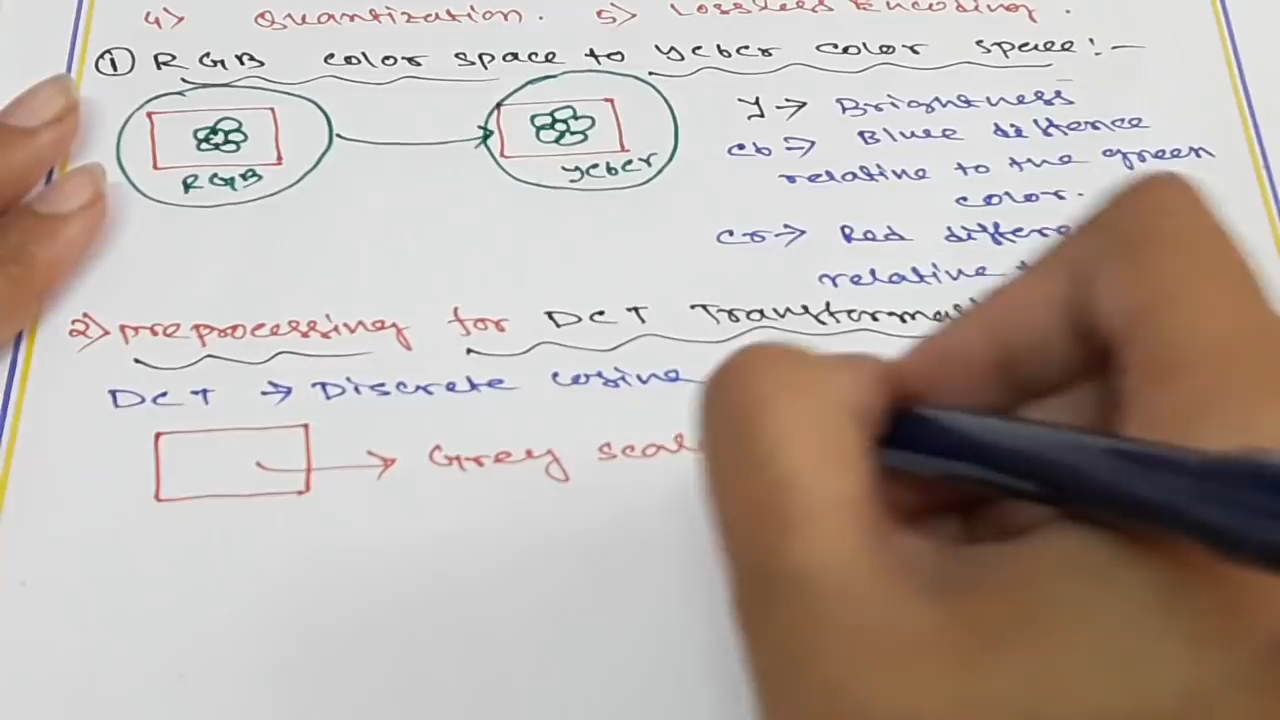 4) Quantization. 5) Lossless Encoding.
① RGB color space to ycbcr color space:-
RGB
ycbcr
y → Brightness
cb → Blue diffence
relative to the green
color.
cr → Red
relative
2) preprocessing for DCT
DCT → Discrete cosine
→ Grey